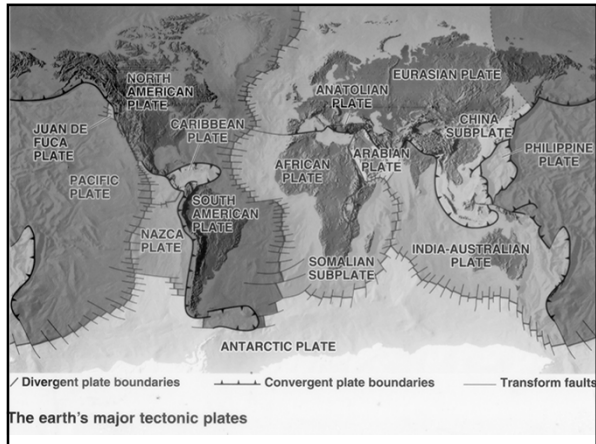 NORTH
AMERICAN
PLATE
EURASIAN PLATE
ANATOLIAN
PLATE
JUAN DE
FUCA
PLATE
CARIBBEAN
PLATE
CHINA
SUBPLATE
PHILIPPINE
PLATE
PACIFIC
PLATE
AFRICAN
PLATE
ARABIAN
PLATE
SOUTH
AMERICAN
PLATE
NAZCA
PLATE
INDIA-AUSTRALIAN
PLATE
SOMALIAN
SUBPLATE
ANTARCTIC PLATE
Divergent plate boundaries
Convergent plate boundaries
Transform faults
The earth's major tectonic plates